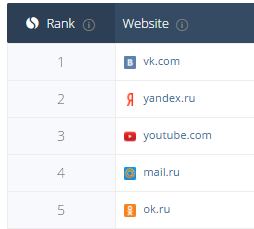 Rank Website
1 vk.com
2 yandex.ru
3 youtube.com
4 mail.ru
5 ok.ru